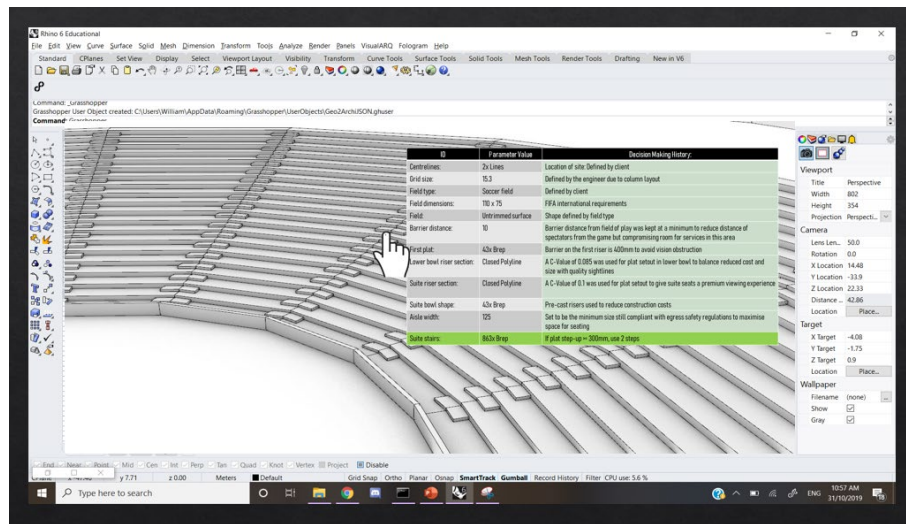 Rhino 6 Educational
File Edit View Curve Surface Solid Mesh Dimension Transform Tools Analyze Render Panels VisualARQ Fologram Help
Standard CPlanes Set View Display Select Viewport Layout Visibility Transform Curve Tools Surface Tools Solid Tools Mesh Tools Render Tools Drafting New in V6
Command: _Grasshopper
Grasshopper User Object created: C:\Users\William\AppData\Roaming\Grasshopper\UserObjects\Geo2ArchiJSON.ghuser
Command: Grasshopper
ID Parameter Value Decision Making History:
Centrelines: 2x Lines Location of site: Defined by client
Grid size: 15.3 Defined by the engineer due to column layout
Field type: Soccer field Defined by client
Field dimensions: 110 x 75 FIFA international requirements
Field: Untrimmed surface Shape defined by field type
Barrier distance: 10 Barrier distance from field of play was kept at a minimum to reduce distance of
spectators from the game but compromising room for services in this area
First plat: 43x Brep Barrier on the first riser is 400mm to avoid vision obstruction
Lower bowl riser section: Closed Polyline A C-Value of 0.085 was used for plat setout in lower bowl to balance reduced cost and
size with quality sightlines
Suite riser section: Closed Polyline A C-Value of 0.1 was used for plat setout to give suite seats a premium viewing experience
Suite bowl shape: 43x Brep Pre-cast risers used to reduce construction costs
Aisle width: 125 Set to be the minimum size still compliant with egress safety regulations to maximise
space for seating
Suite stairs: 863x Brep If plat step-up >= 300mm, use 2 steps
Viewport
Title Perspective
Width 802
Height 354
Projection Perspecti...
Camera
Lens Len... 50.0
Rotation 0.0
X Location 14.48
Y Location -33.9
Z Location 22.33
Distance ... 42.86
Location Place...
Target
X Target -4.08
Y Target -1.75
Z Target 0.9
Location Place...
Wallpaper
Filename (none) ...
Show
Gray
End Near Point Mid Cen Int Perp Tan Quad Knot Vertex Project Disable
y 7.71 z 0.00 Meters Default Grid Snap Ortho Planar Osnap SmartTrack Gumball Record History Filter CPU use: 5.6 %
Type here to search
ENG
10:57 AM
31/10/2019